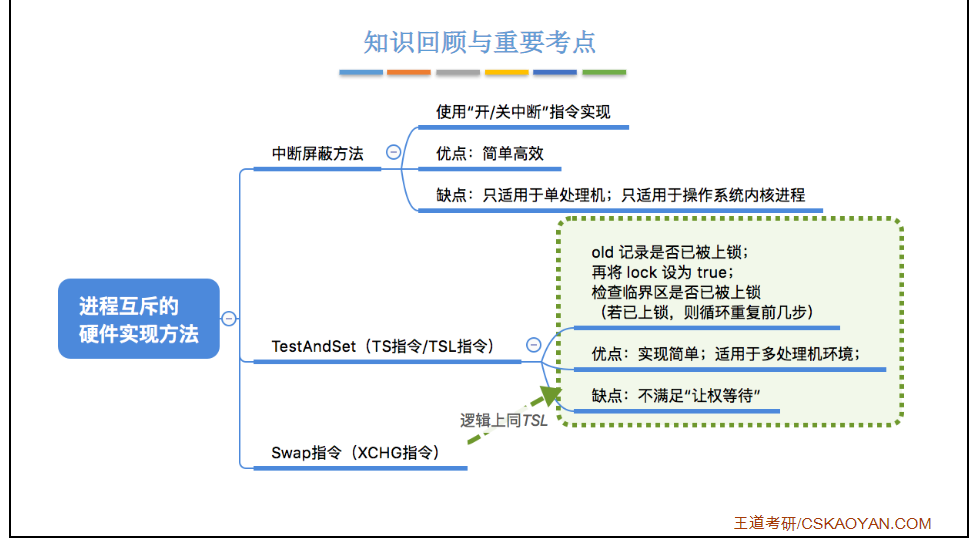 知识回顾与重要考点
使用“开/关中断”指令实现
中断屏蔽方法
优点：简单高效
缺点：只适用于单处理机；只适用于操作系统内核进程
old 记录是否已被上锁；
再将 lock 设为 true；
检查临界区是否已被上锁
（若已上锁，则循环重复前几步）
进程互斥的
硬件实现方法
TestAndSet（TS指令/TSL指令）
优点：实现简单；适用于多处理机环境；
缺点：不满足“让权等待”
逻辑上同TSL
Swap指令（XCHG指令）
王道考研/CSKAOYAN.COM